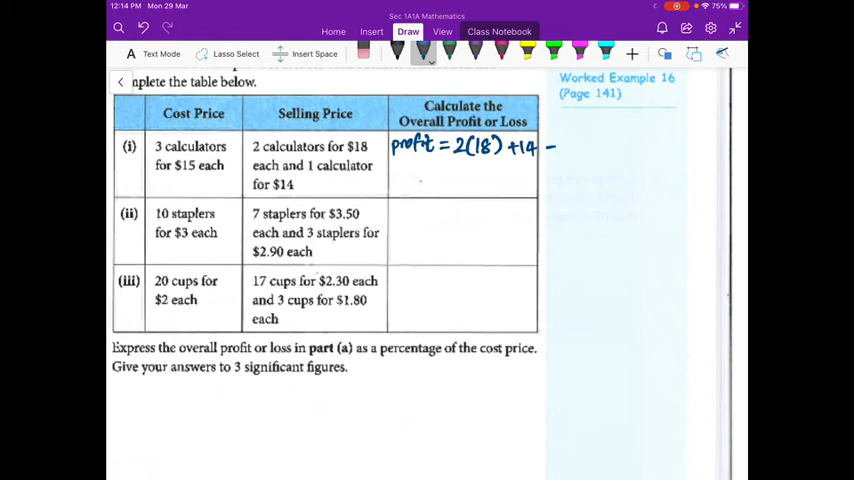 12:14 PM Mon 29 Mar
75%
Sec 1A1A Mathematics
Home Insert Draw View Class Notebook
Text Mode Lasso Select Insert Space
mplete the table below.
Worked Example 16
(Page 141)
Cost Price Selling Price Calculate the
Overall Profit or Loss
(i) 3 calculators 2 calculators for $18 profit = 2(18) + 14 -
for $15 each each and 1 calculator
for $14
(ii) 10 staplers 7 staplers for $3.50
for $3 each each and 3 staplers for
$2.90 each
(iii) 20 cups for 17 cups for $2.30 each
$2 each and 3 cups for $1.80
each
Express the overall profit or loss in part (a) as a percentage of the cost price.
Give your answers to 3 significant figures.